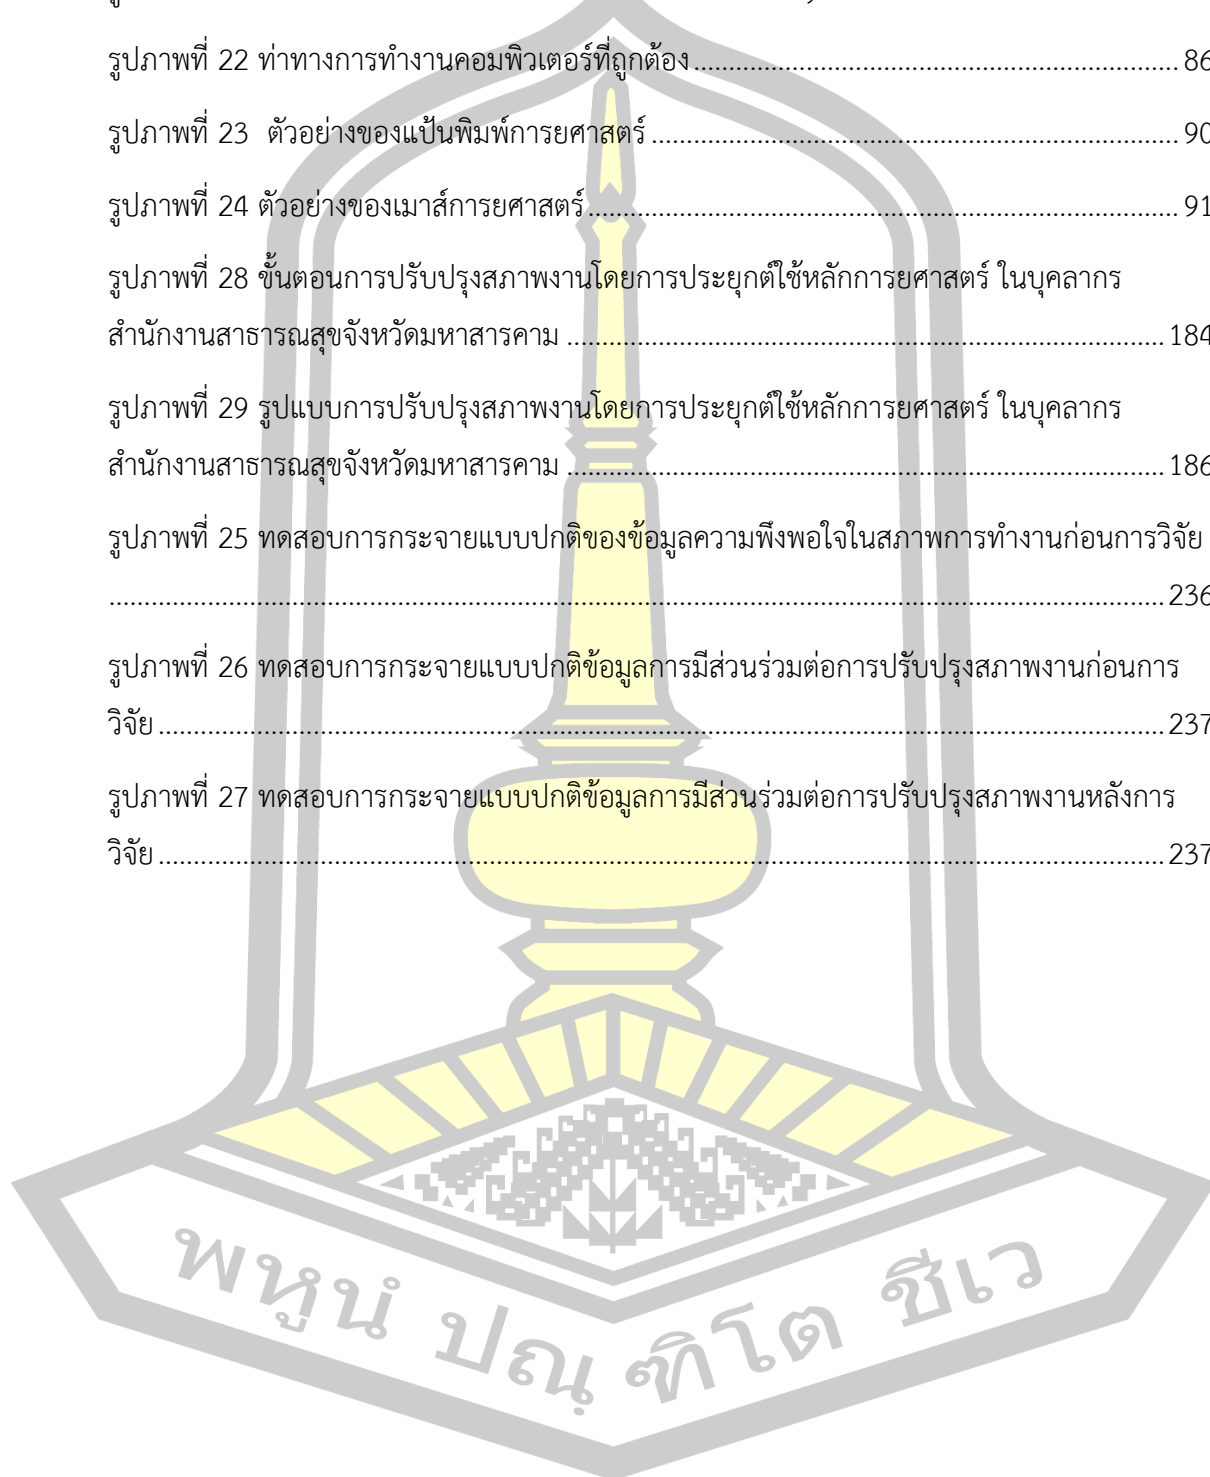 รูปภาพที่ 22 ท่าทางการทำงานคอมพิวเตอร์ที่ถูกต้อง ........................................................................ 86
รูปภาพที่ 23  ตัวอย่างของแป้นพิมพ์การยศาสตร์ ............................................................................. 90
รูปภาพที่ 24 ตัวอย่างของเมาส์การยศาสตร์ ...................................................................................... 91
รูปภาพที่ 28 ขั้นตอนการปรับปรุงสภาพงานโดยการประยุกต์ใช้หลักการยศาสตร์ ในบุคลากร
สำนักงานสาธารณสุขจังหวัดมหาสารคาม ........................................................................................ 184
รูปภาพที่ 29 รูปแบบการปรับปรุงสภาพงานโดยการประยุกต์ใช้หลักการยศาสตร์ ในบุคลากร
สำนักงานสาธารณสุขจังหวัดมหาสารคาม ........................................................................................ 186
รูปภาพที่ 25 ทดสอบการกระจายแบบปกติของข้อมูลความพึงพอใจในสภาพการทำงานก่อนการวิจัย
........................................................................................................................................................ 236
รูปภาพที่ 26 ทดสอบการกระจายแบบปกติข้อมูลการมีส่วนร่วมต่อการปรับปรุงสภาพงานก่อนการ
วิจัย ................................................................................................................................................. 237
รูปภาพที่ 27 ทดสอบการกระจายแบบปกติข้อมูลการมีส่วนร่วมต่อการปรับปรุงสภาพงานหลังการ
วิจัย ................................................................................................................................................. 237
พหูนํ ปณฺฑิโต ชีเว